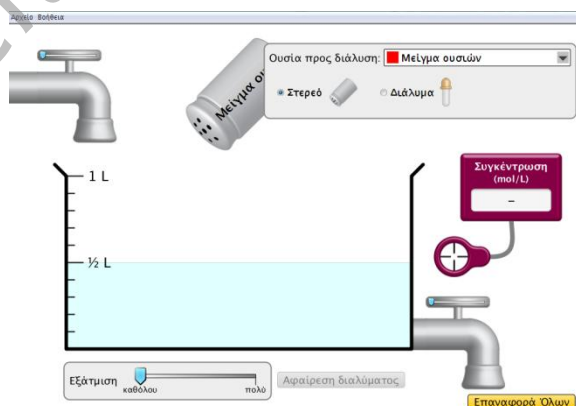 Αρχείο Βοήθεια
Ουσία προς διάλυση: Μείγμα ουσιών
Στερεό Διάλυμα
Μείγμα ου
Συγκέντρωση
(mol/L)
–
1 L
½ L
Εξάτμιση
καθόλου πολύ
Αφαίρεση διαλύματος
Επαναφορά Όλων